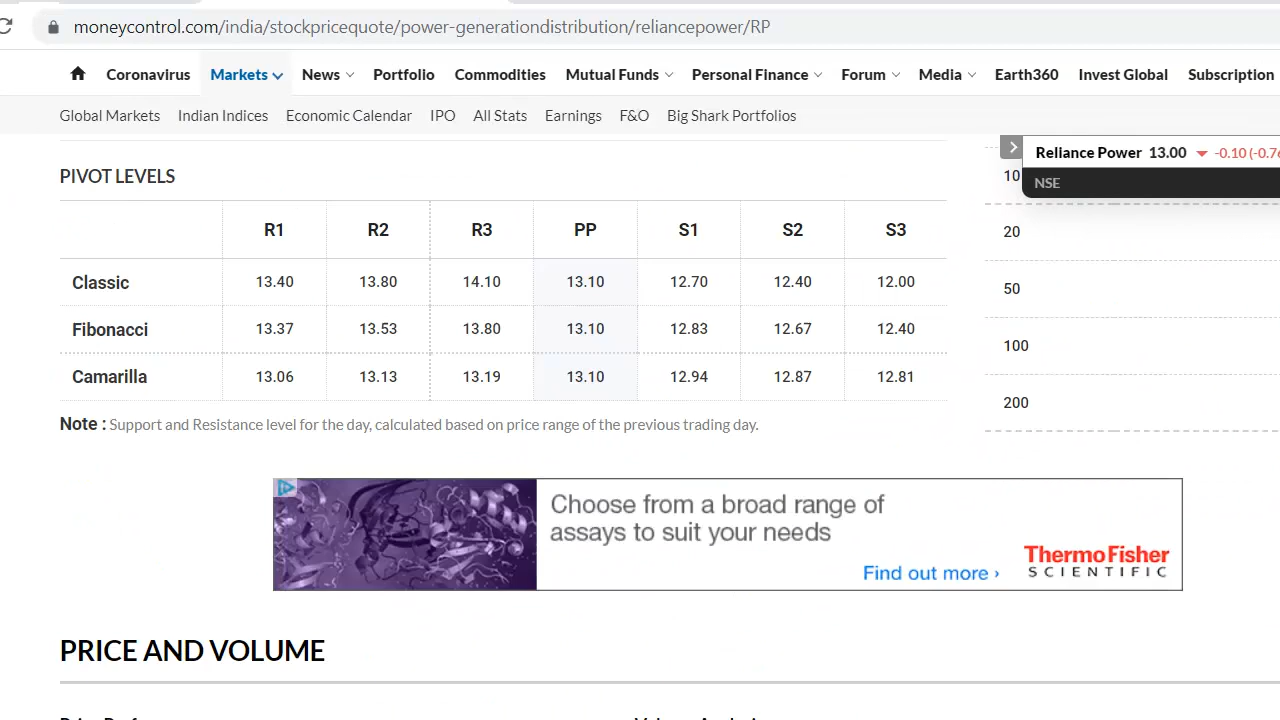 moneycontrol.com/india/stockpricequote/power-generationdistribution/reliancepower/RP
Coronavirus Markets News Portfolio Commodities Mutual Funds Personal Finance Forum Media Earth360 Invest Global Subscription
Global Markets Indian Indices Economic Calendar IPO All Stats Earnings F&O Big Shark Portfolios
Reliance Power 13.00 -0.10 (-0.76
NSE
PIVOT LEVELS
R1 R2 R3 PP S1 S2 S3
Classic 13.40 13.80 14.10 13.10 12.70 12.40 12.00
Fibonacci 13.37 13.53 13.80 13.10 12.83 12.67 12.40
Camarilla 13.06 13.13 13.19 13.10 12.94 12.87 12.81
Note : Support and Resistance level for the day, calculated based on price range of the previous trading day.
10
20
50
100
200
Choose from a broad range of
assays to suit your needs
Find out more ›
ThermoFisher
SCIENTIFIC
PRICE AND VOLUME